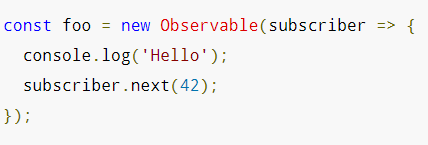 const foo = new Observable(subscriber => {
  console.log('Hello');
  subscriber.next(42);
});